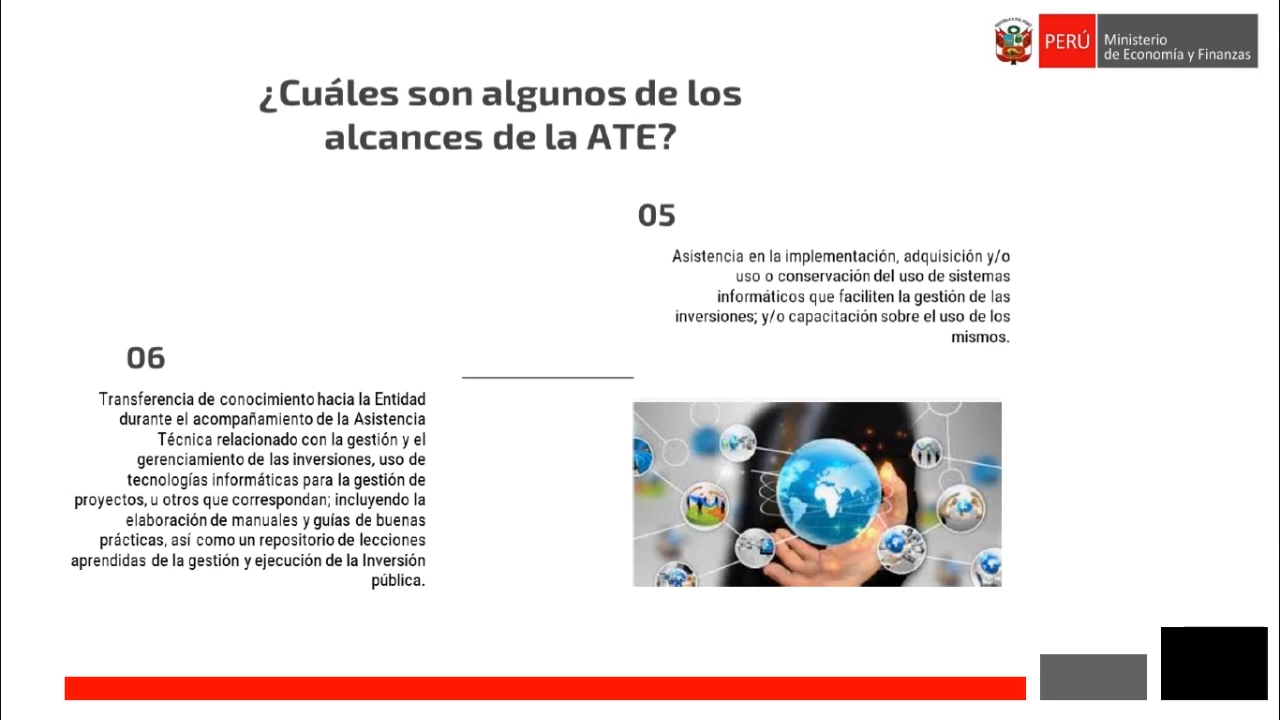 PERÚ
Ministerio
de Economía y Finanzas
¿Cuáles son algunos de los
alcances de la ATE?
05
Asistencia en la implementación, adquisición y/o
uso o conservación del uso de sistemas
informáticos que faciliten la gestión de las
inversiones; y/o capacitación sobre el uso de los
mismos.
06
Transferencia de conocimiento hacia la Entidad
durante el acompañamiento de la Asistencia
Técnica relacionado con la gestión y el
gerenciamiento de las inversiones, uso de
tecnologías informáticas para la gestión de
proyectos, u otros que correspondan; incluyendo la
elaboración de manuales y guías de buenas
prácticas, así como un repositorio de lecciones
aprendidas de la gestión y ejecución de la Inversión
pública.